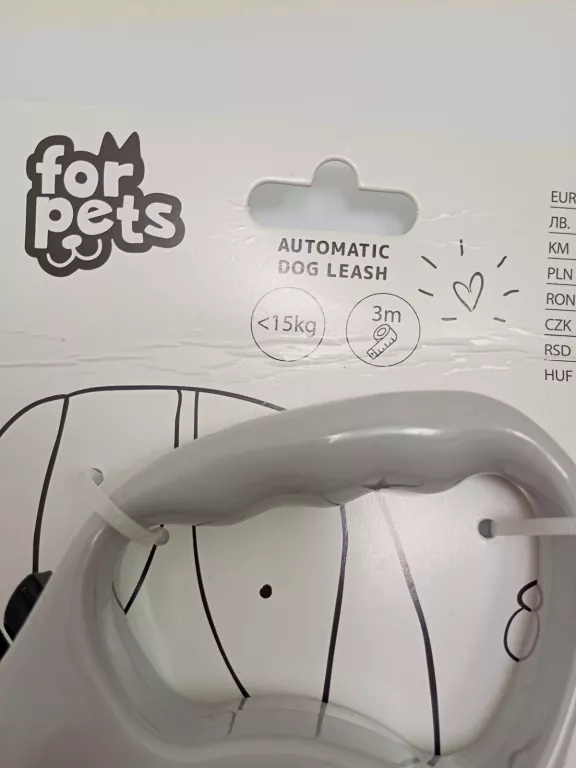 for
pets
AUTOMATIC
DOG LEASH
<15kg
3m
EUR
ЛВ.
KM
PLN
RON
CZK
RSD
HUF